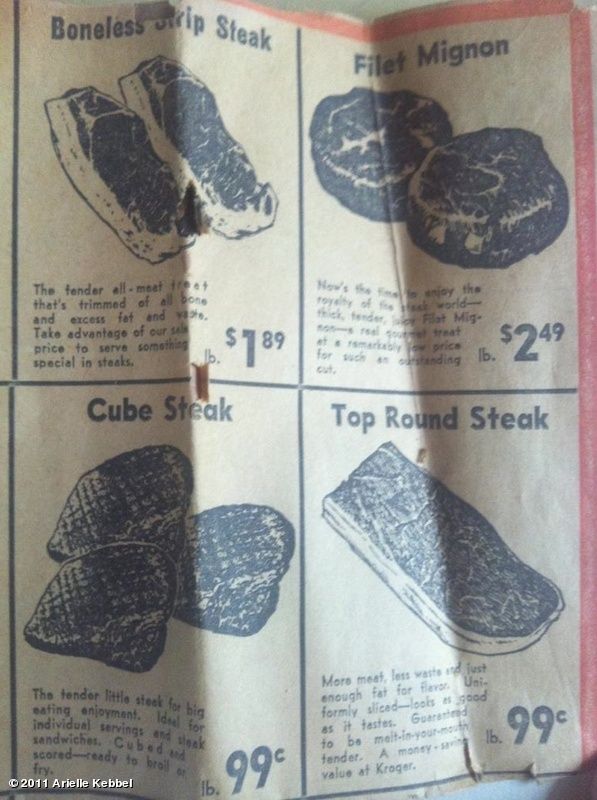 Boneless Strip Steak
The tender all-meat treat
that's trimmed of all bone
and excess fat and waste.
Take advantage of our sale
price to serve something
special in steaks.
lb. $1 89
Filet Mignon
Now's the time to enjoy the
royalty of the steak world—
thick, tender, juicy Filet Mig-
non—a real gourmet treat
at a remarkably low price
for such an outstanding
cut.
lb. $2 49
Cube Steak
The tender little steak for big
eating enjoyment. Ideal for
individual servings and steak
sandwiches. Cubed and
scored—ready to broil or
fry.
lb. 99c
Top Round Steak
More meat, less waste and just
enough fat for flavor. Uni-
formly sliced—looks as good
as it tastes. Guaranteed
to be melt-in-your-mouth
tender. A money-saving
value at Kroger.
lb. 99c
© 2011 Arielle Kebbel